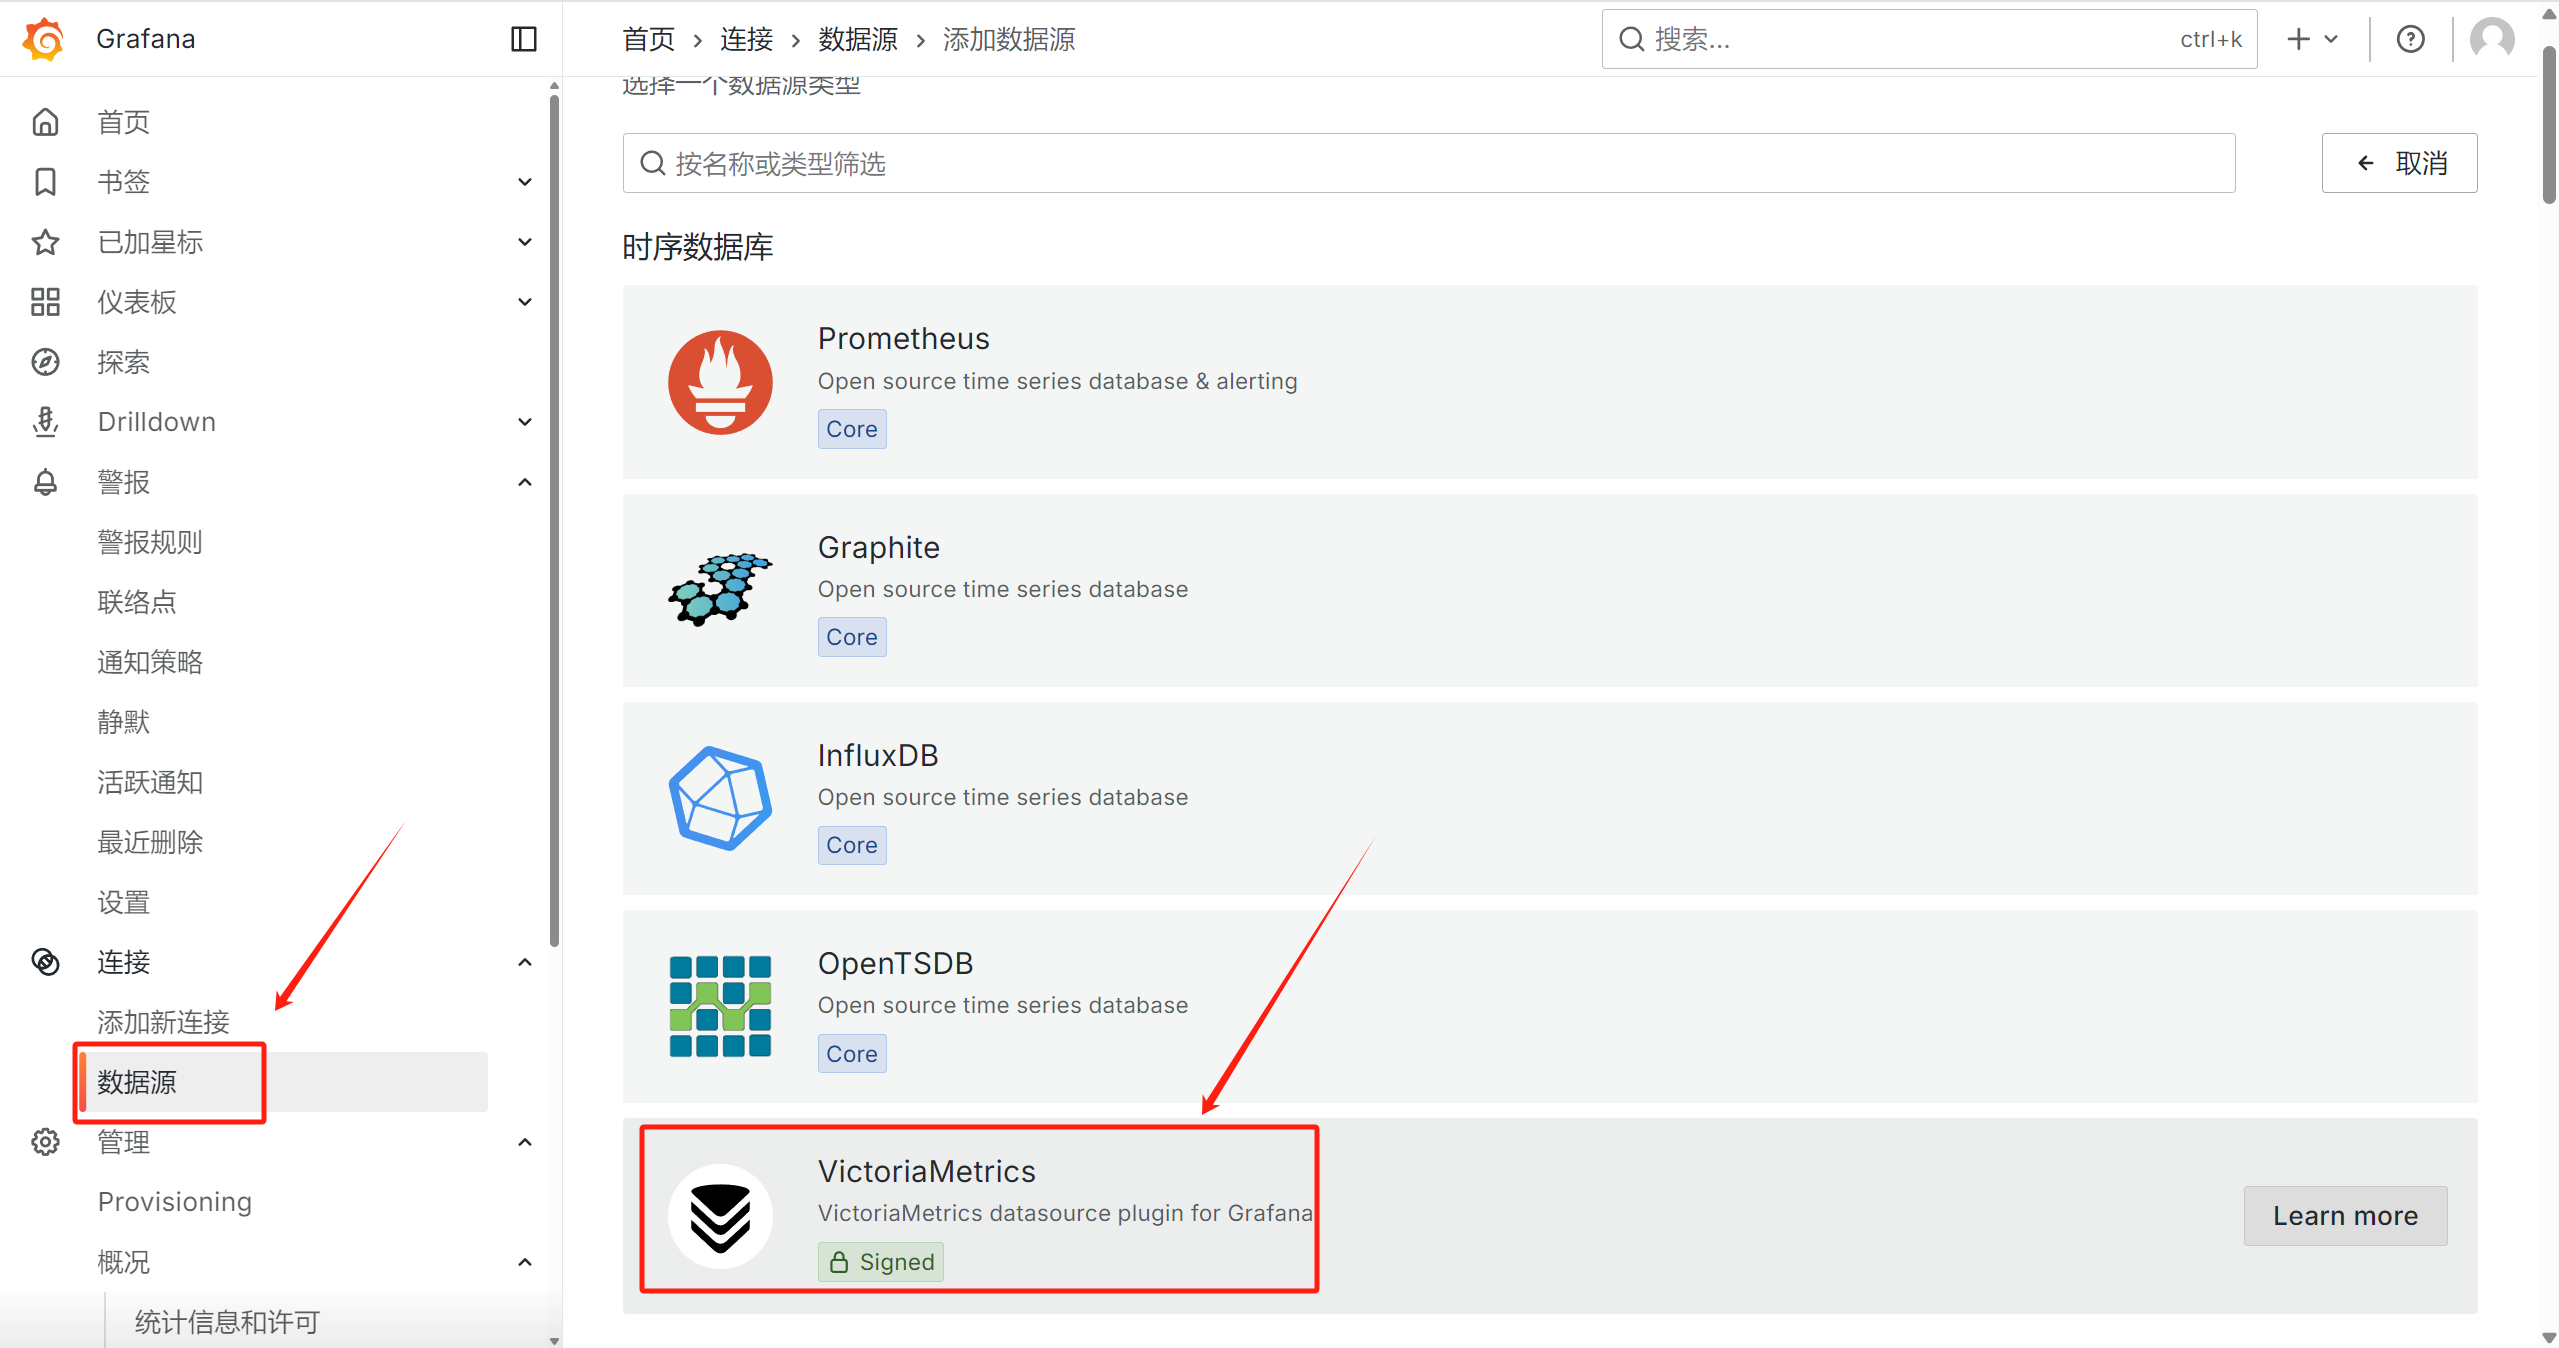 Grafana
首页
书签
已加星标
仪表板
探索
Drilldown
警报
警报规则
联络点
通知策略
静默
活跃通知
最近删除
设置
连接
添加新连接
数据源
管理
Provisioning
概况
统计信息和许可
首页 › 连接 › 数据源 › 添加数据源
搜索... ctrl+k
选择一个数据源类型
按名称或类型筛选
取消
时序数据库
Prometheus
Open source time series database & alerting
Core
Graphite
Open source time series database
Core
InfluxDB
Open source time series database
Core
OpenTSDB
Open source time series database
Core
VictoriaMetrics
VictoriaMetrics datasource plugin for Grafana
Signed
Learn more